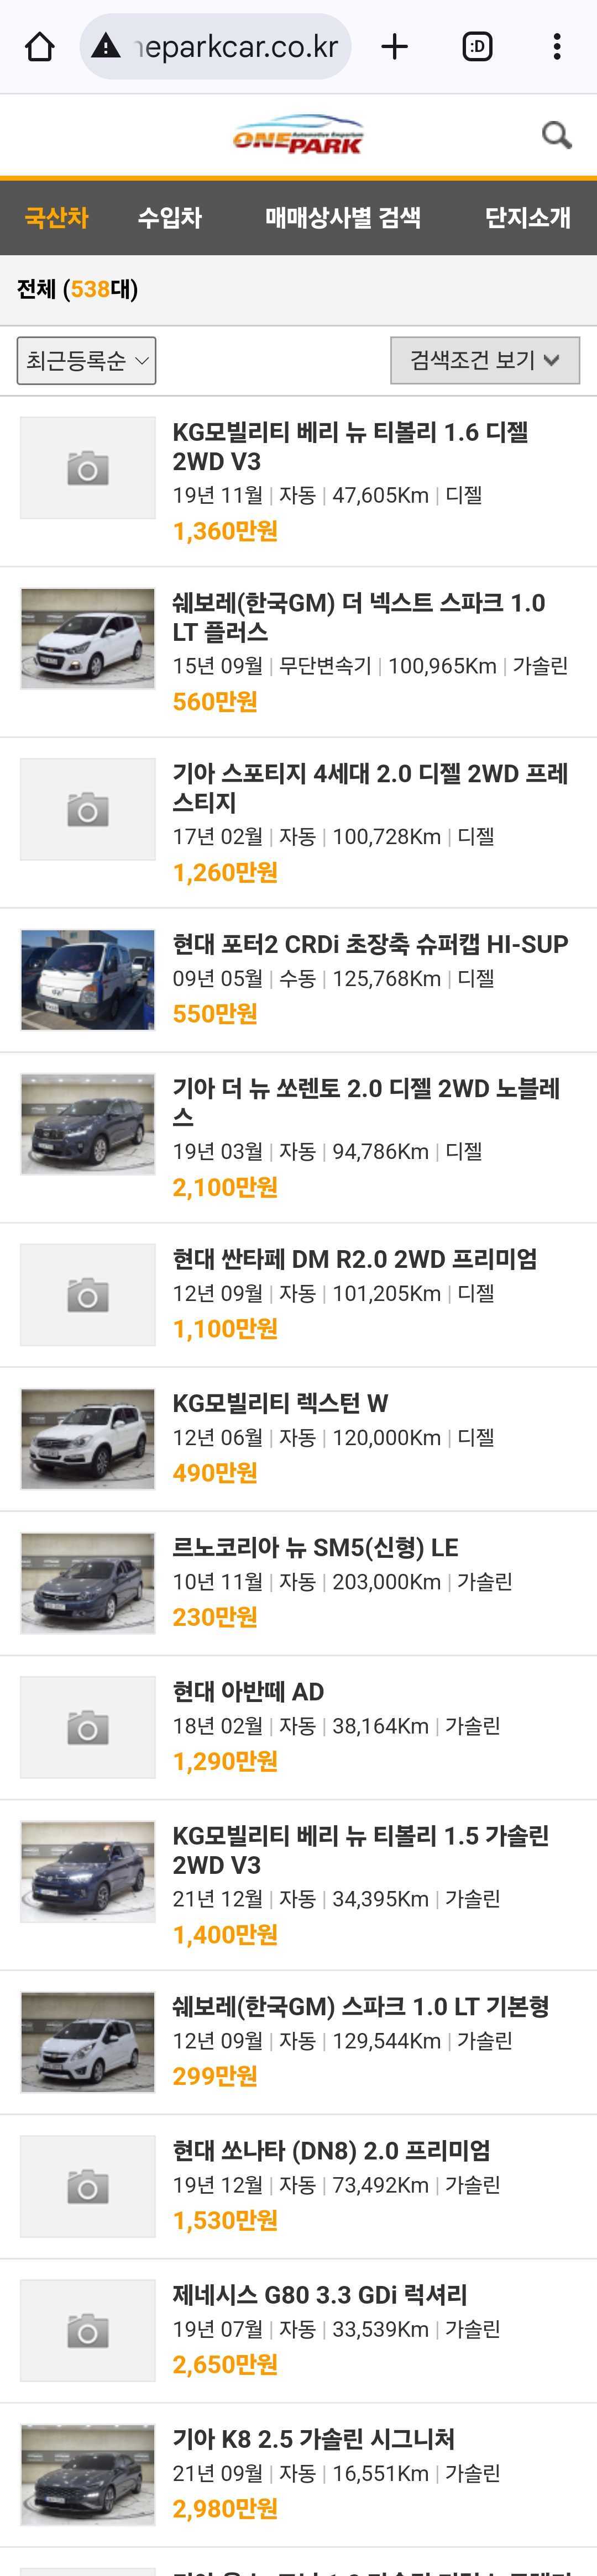 neparkcar.co.kr
:D
Automotive Emporium
ONEPARK
국산차 수입차 매매상사별 검색 단지소개
전체 (538대)
최근등록순 검색조건 보기
KG모빌리티 베리 뉴 티볼리 1.6 디젤
2WD V3
19년 11월 | 자동 | 47,605Km | 디젤
1,360만원
쉐보레(한국GM) 더 넥스트 스파크 1.0
LT 플러스
15년 09월 | 무단변속기 | 100,965Km | 가솔린
560만원
기아 스포티지 4세대 2.0 디젤 2WD 프레
스티지
17년 02월 | 자동 | 100,728Km | 디젤
1,260만원
현대 포터2 CRDi 초장축 슈퍼캡 HI-SUP
09년 05월 | 수동 | 125,768Km | 디젤
550만원
기아 더 뉴 쏘렌토 2.0 디젤 2WD 노블레
스
19년 03월 | 자동 | 94,786Km | 디젤
2,100만원
현대 싼타페 DM R2.0 2WD 프리미엄
12년 09월 | 자동 | 101,205Km | 디젤
1,100만원
KG모빌리티 렉스턴 W
12년 06월 | 자동 | 120,000Km | 디젤
490만원
르노코리아 뉴 SM5(신형) LE
10년 11월 | 자동 | 203,000Km | 가솔린
230만원
현대 아반떼 AD
18년 02월 | 자동 | 38,164Km | 가솔린
1,290만원
KG모빌리티 베리 뉴 티볼리 1.5 가솔린
2WD V3
21년 12월 | 자동 | 34,395Km | 가솔린
1,400만원
쉐보레(한국GM) 스파크 1.0 LT 기본형
12년 09월 | 자동 | 129,544Km | 가솔린
299만원
현대 쏘나타 (DN8) 2.0 프리미엄
19년 12월 | 자동 | 73,492Km | 가솔린
1,530만원
제네시스 G80 3.3 GDi 럭셔리
19년 07월 | 자동 | 33,539Km | 가솔린
2,650만원
기아 K8 2.5 가솔린 시그니처
21년 09월 | 자동 | 16,551Km | 가솔린
2,980만원